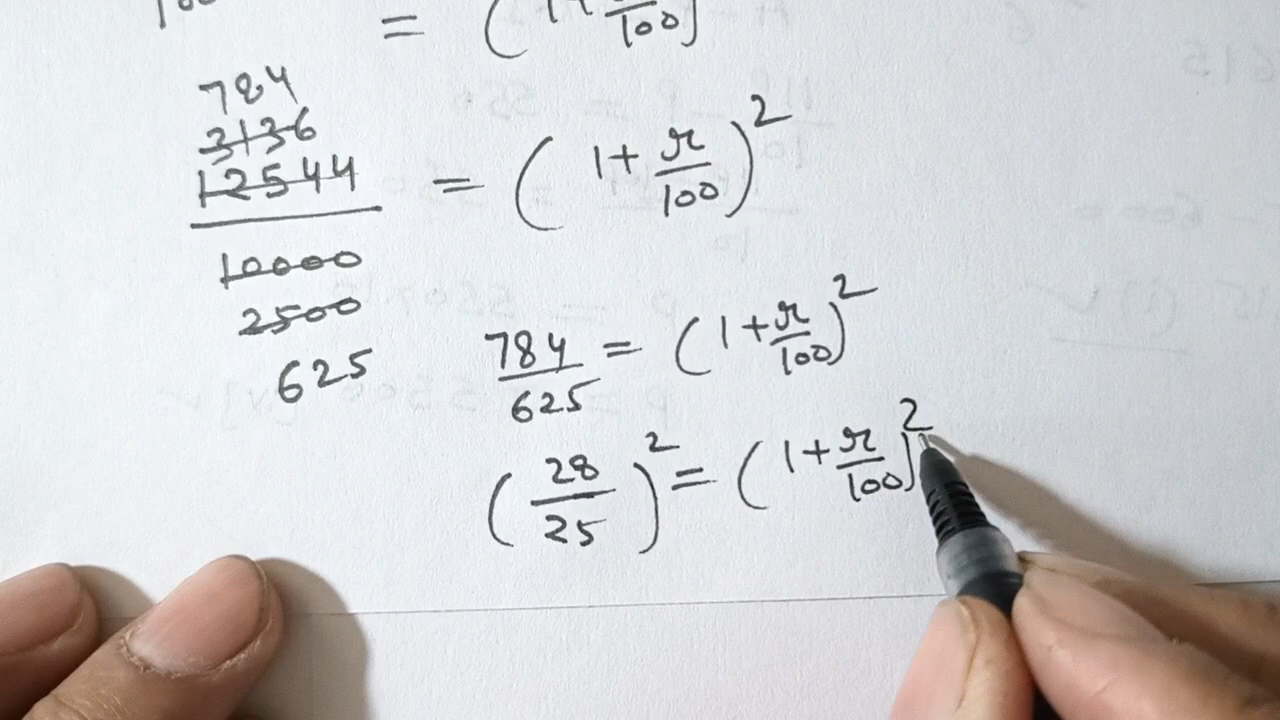 100 = (1+r/100)
784
3136
12544 = (1+r/100)²
10000
2500
625
784/625 = (1+r/100)²
(28/25)² = (1+r/100)²